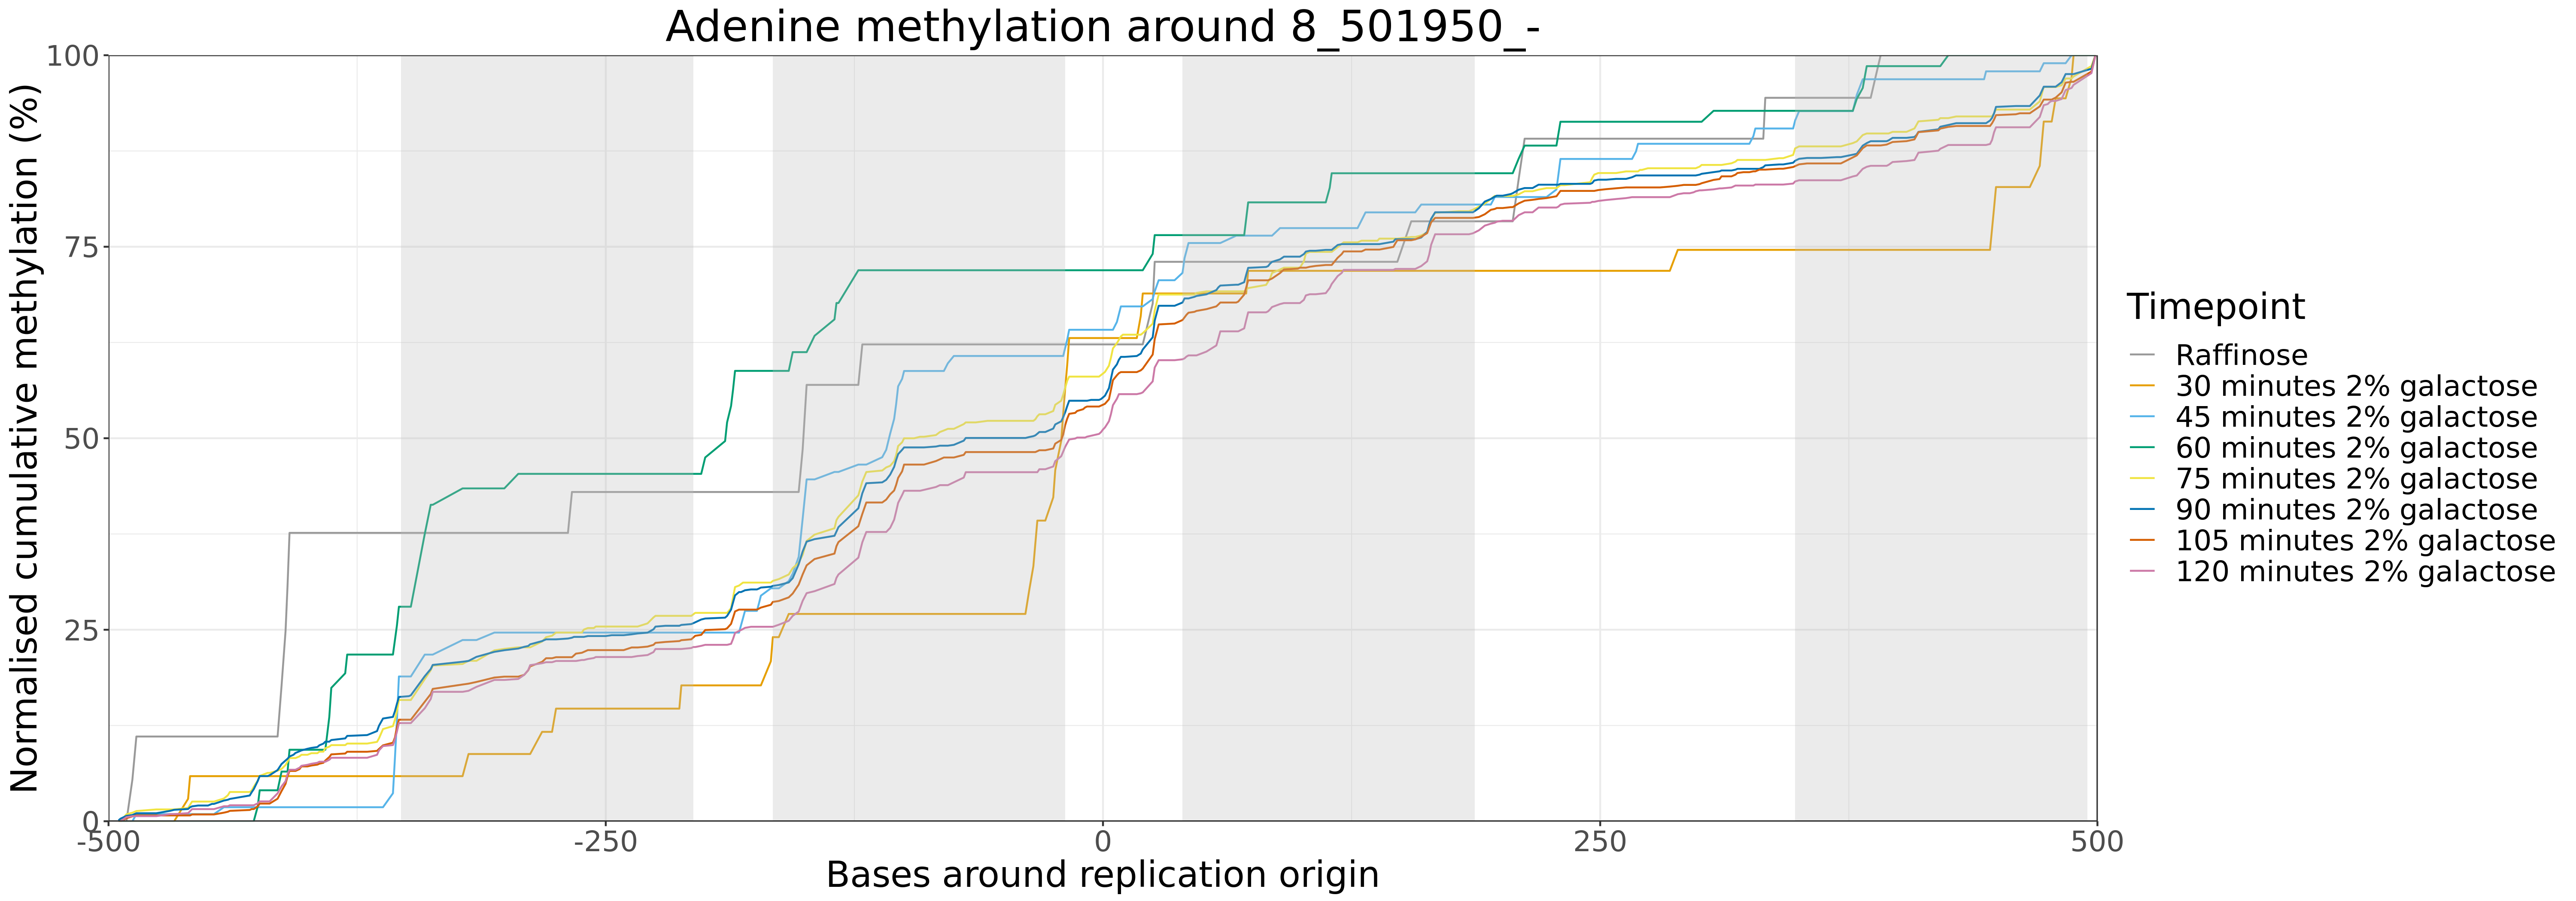 Adenine methylation around 8_501950_-
Normalised cumulative methylation (%)
100
75
50
25
0
-500
-250
0
250
500
Bases around replication origin
Timepoint
Raffinose
30 minutes 2% galactose
45 minutes 2% galactose
60 minutes 2% galactose
75 minutes 2% galactose
90 minutes 2% galactose
105 minutes 2% galactose
120 minutes 2% galactose